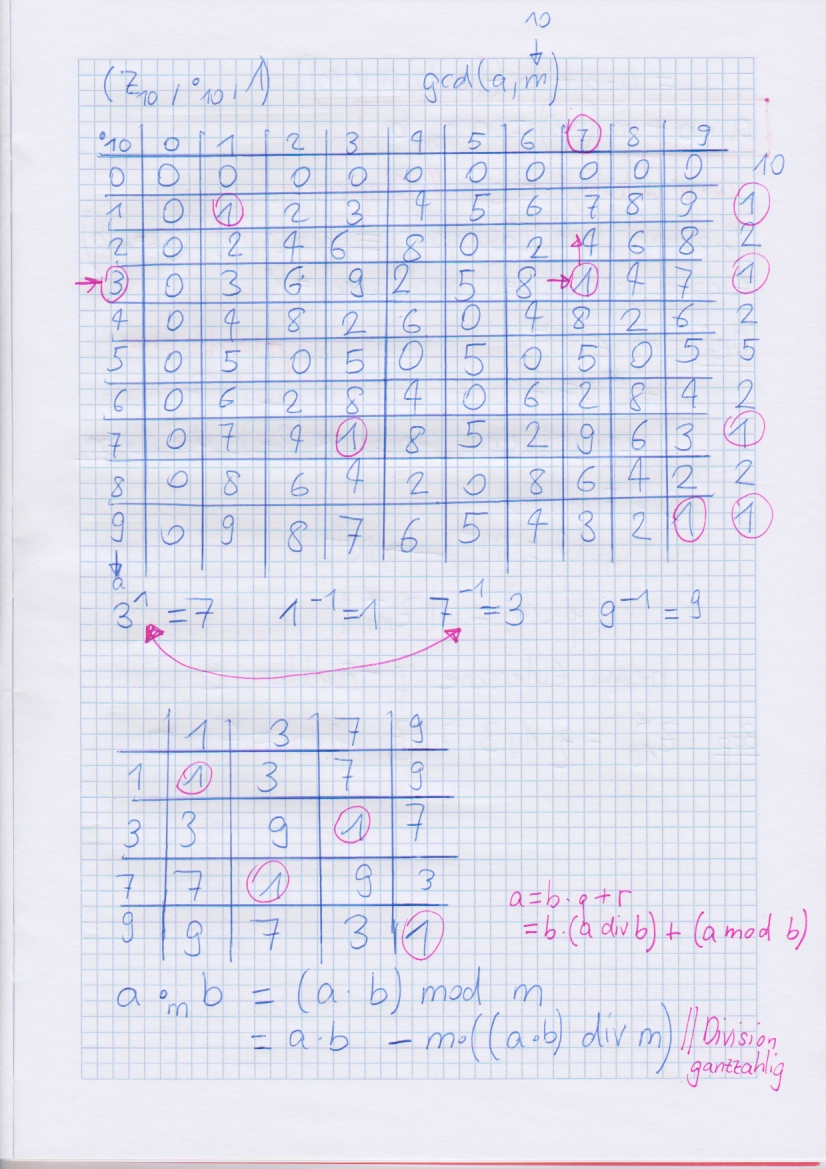 10
(Z₁₀, ∘₁₀, 1) gcd(a, m)
∘10 0 1 2 3 4 5 6 7 8 9
0 0 0 0 0 0 0 0 0 0 0 10
1 0 1 2 3 4 5 6 7 8 9 1
2 0 2 4 6 8 0 2 4 6 8 2
3 0 3 6 9 2 5 8 1 4 7 1
4 0 4 8 2 6 0 4 8 2 6 2
5 0 5 0 5 0 5 0 5 0 5 5
6 0 6 2 8 4 0 6 2 8 4 2
7 0 7 4 1 8 5 2 9 6 3 1
8 0 8 6 4 2 0 8 6 4 2 2
9 0 9 8 7 6 5 4 3 2 1 1
a
3¹ = 7 1⁻¹ = 1 7⁻¹ = 3 9⁻¹ = 9
1 3 7 9
1 1 3 7 9
3 3 9 1 7
7 7 1 9 3
9 9 7 3 1
a = b · q + r
= b · (a div b) + (a mod b)
a ∘ₘ b = (a · b) mod m
= a · b - m · ((a · b) div m) // Division
gantzahlig